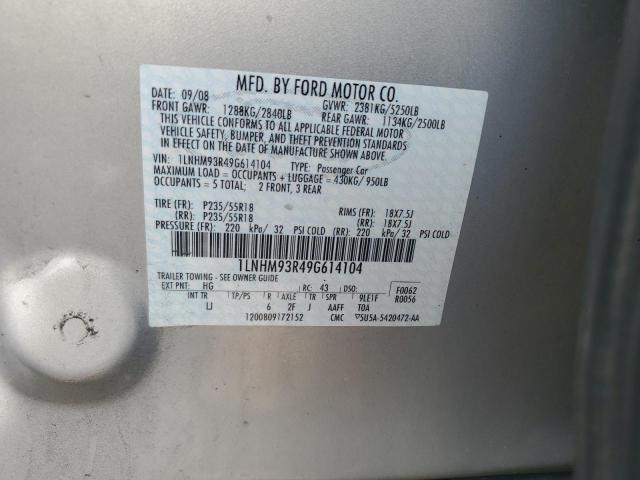 MFD. BY FORD MOTOR CO.
DATE: 09/08 GVWR: 2381KG/5250LB
FRONT GAWR: 1288KG/2840LB REAR GAWR: 1134KG/2500LB
THIS VEHICLE CONFORMS TO ALL APPLICABLE FEDERAL MOTOR
VEHICLE SAFETY, BUMPER, AND THEFT PREVENTION STANDARDS
IN EFFECT ON THE DATE OF MANUFACTURE SHOWN ABOVE.
VIN: 1LNHM93R49G614104 TYPE: Passenger Car
MAXIMUM LOAD = OCCUPANTS + LUGGAGE = 430KG/950LB
OCCUPANTS = 5 TOTAL; 2 FRONT, 3 REAR
TIRE (FR): P235/55R18 RIMS (FR): 18X7.5J
(RR): P235/55R18 (RR): 18X7.5J
PRESSURE (FR): 220 kPa/ 32 PSI COLD (RR): 220 kPa/ 32 PSI COLD
1LNHM93R49G614104
TRAILER TOWING - SEE OWNER GUIDE
EXT PNT: HG RC: 43 DSO: F0062
R0056
INT TR TP/PS R AXLE TR SPR 9LE1F
LJ 6 2F J AAFF TOA
1200809172152 CMC ▽5U5A-5420472-AA